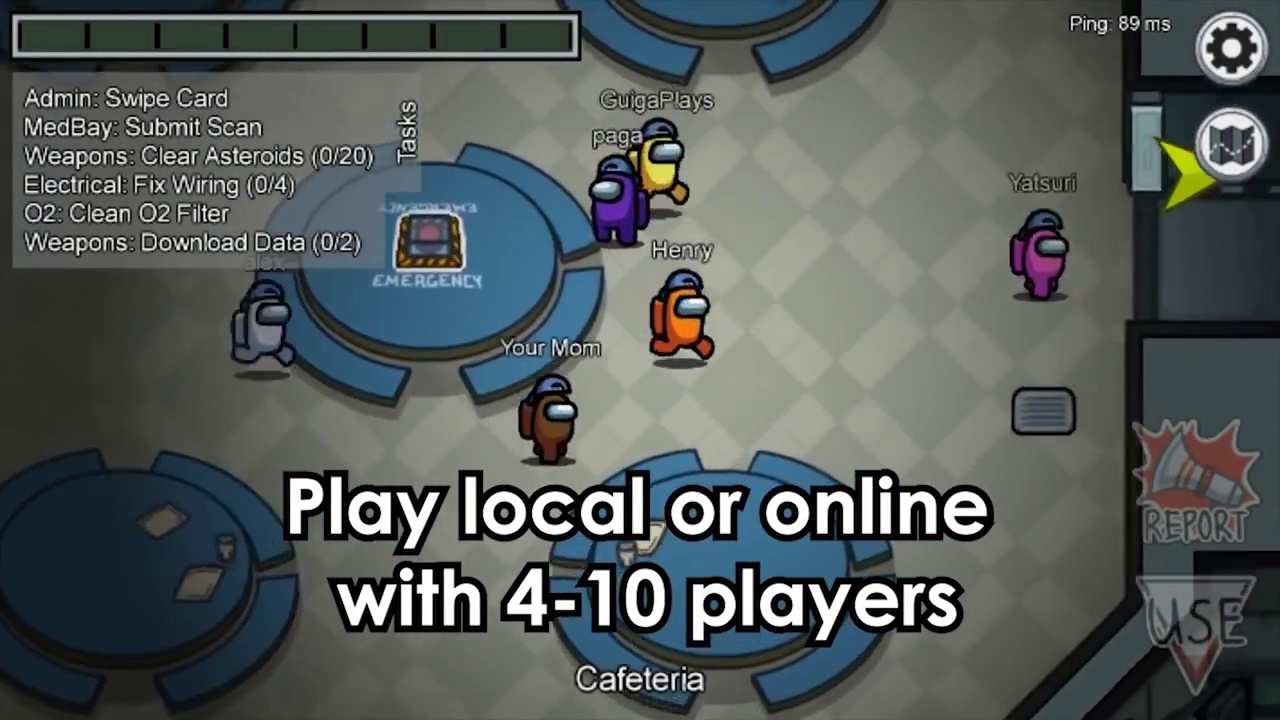 Ping: 89 ms
Admin: Swipe Card
MedBay: Submit Scan
Weapons: Clear Asteroids (0/20)
Electrical: Fix Wiring (0/4)
O2: Clean O2 Filter
Weapons: Download Data (0/2)
Tasks
GuigaPlays
paga
Yatsuri
Henry
EMERGENCY
EMERGENCY
Your Mom
Play local or online
with 4-10 players
REPORT
USE
Cafeteria